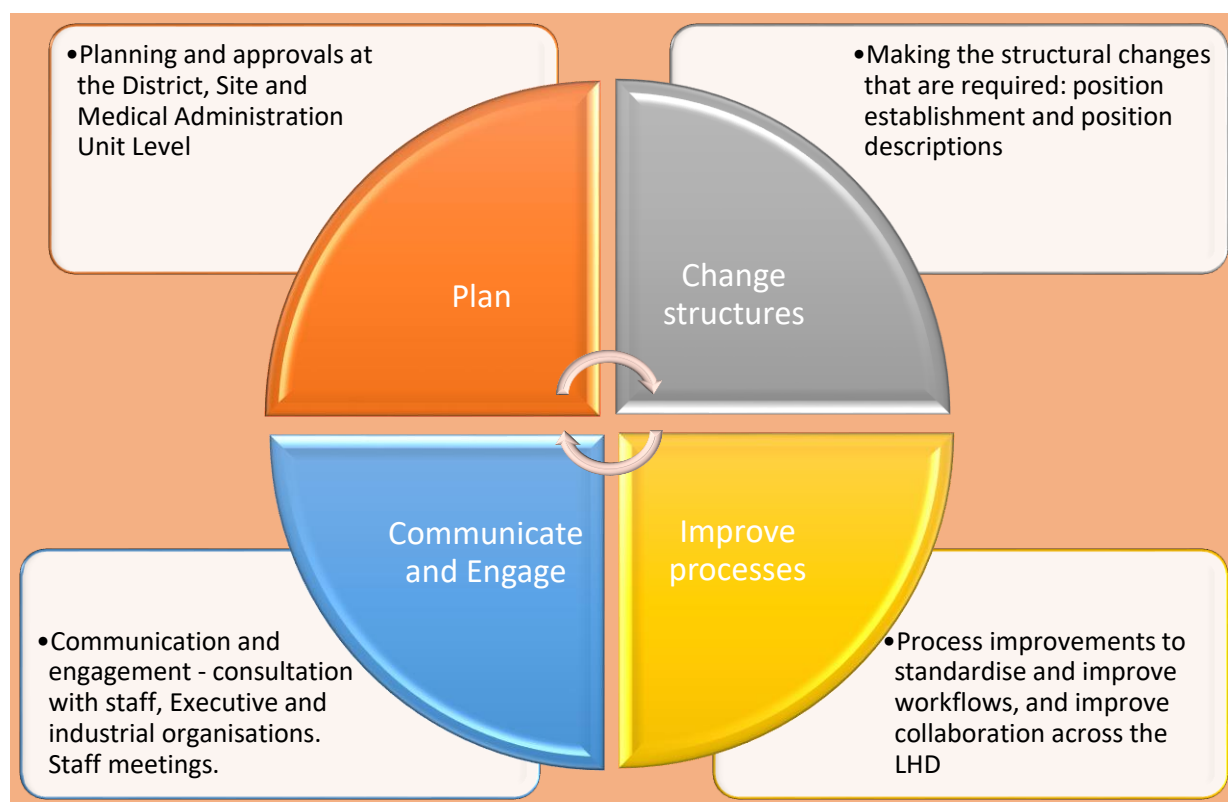 •Planning and approvals at
the District, Site and
Medical Administration
Unit Level
•Making the structural changes
that are required: position
establishment and position
descriptions
Plan
Change
structures
Communicate
and Engage
Improve
processes
•Communication and
engagement - consultation
with staff, Executive and
industrial organisations.
Staff meetings.
•Process improvements to
standardise and improve
workflows, and improve
collaboration across the
LHD